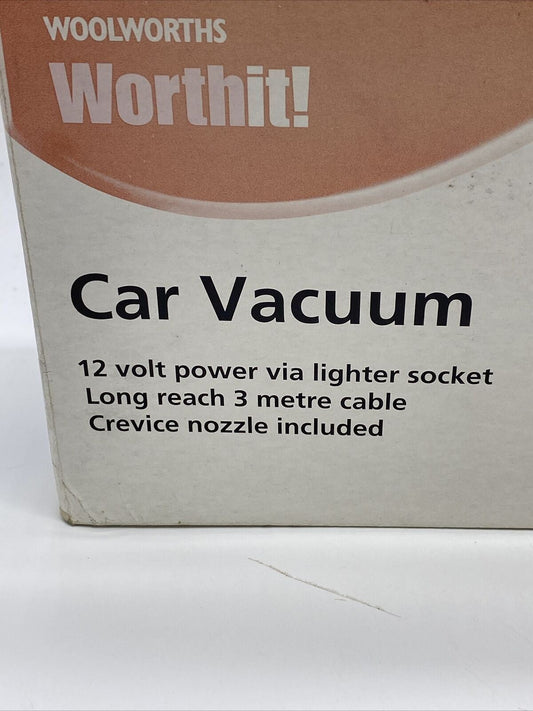 WOOLWORTHS
Worthit!
Car Vacuum
12 volt power via lighter socket
Long reach 3 metre cable
Crevice nozzle included